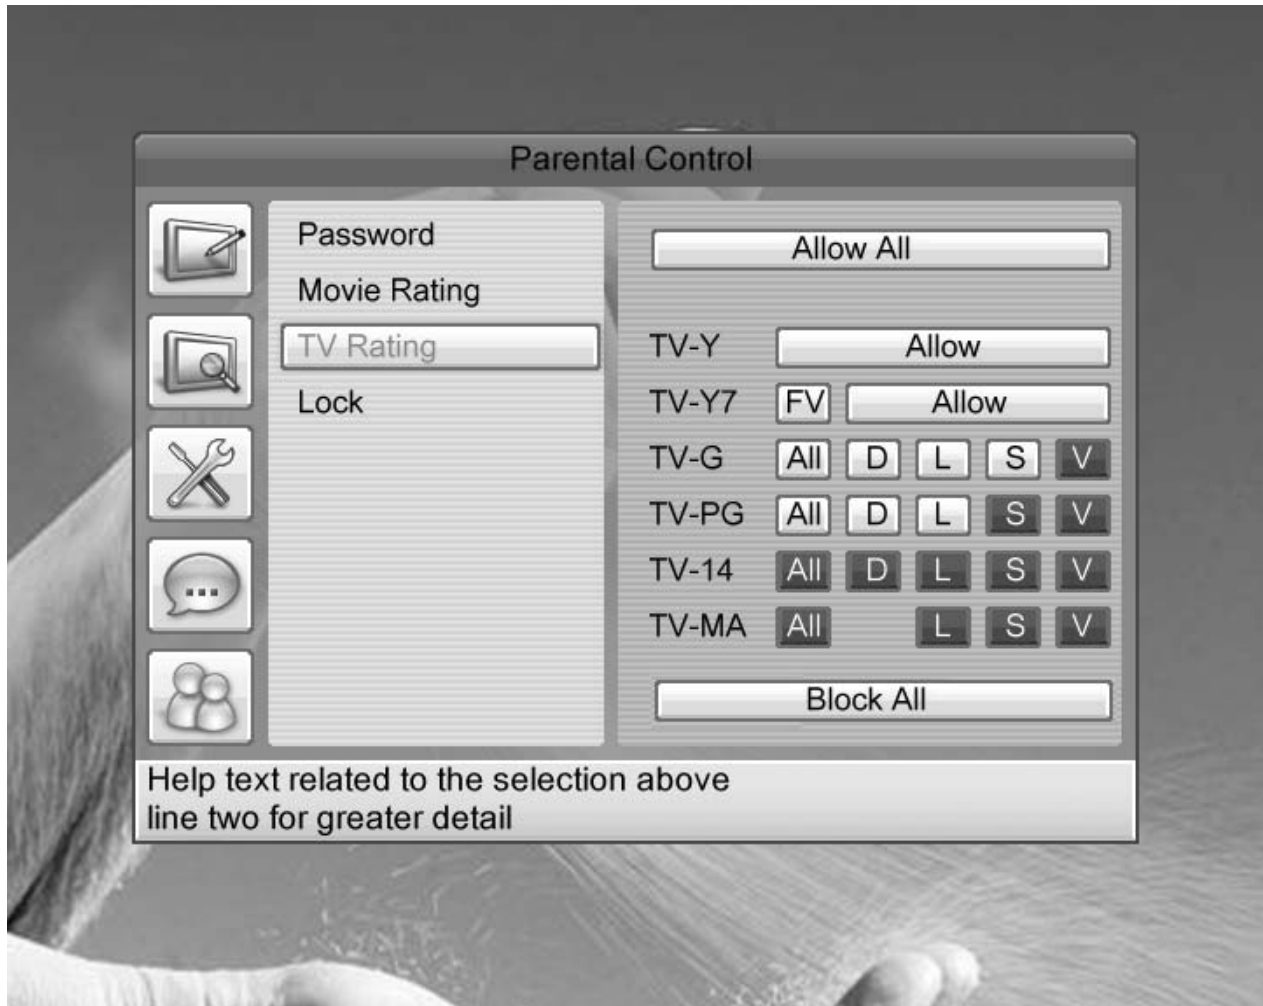 Parental Control
Password
Movie Rating
TV Rating
Lock
Allow All
TV-Y Allow
TV-Y7 FV Allow
TV-G All D L S V
TV-PG All D L S V
TV-14 All D L S V
TV-MA All L S V
Block All
Help text related to the selection above
line two for greater detail